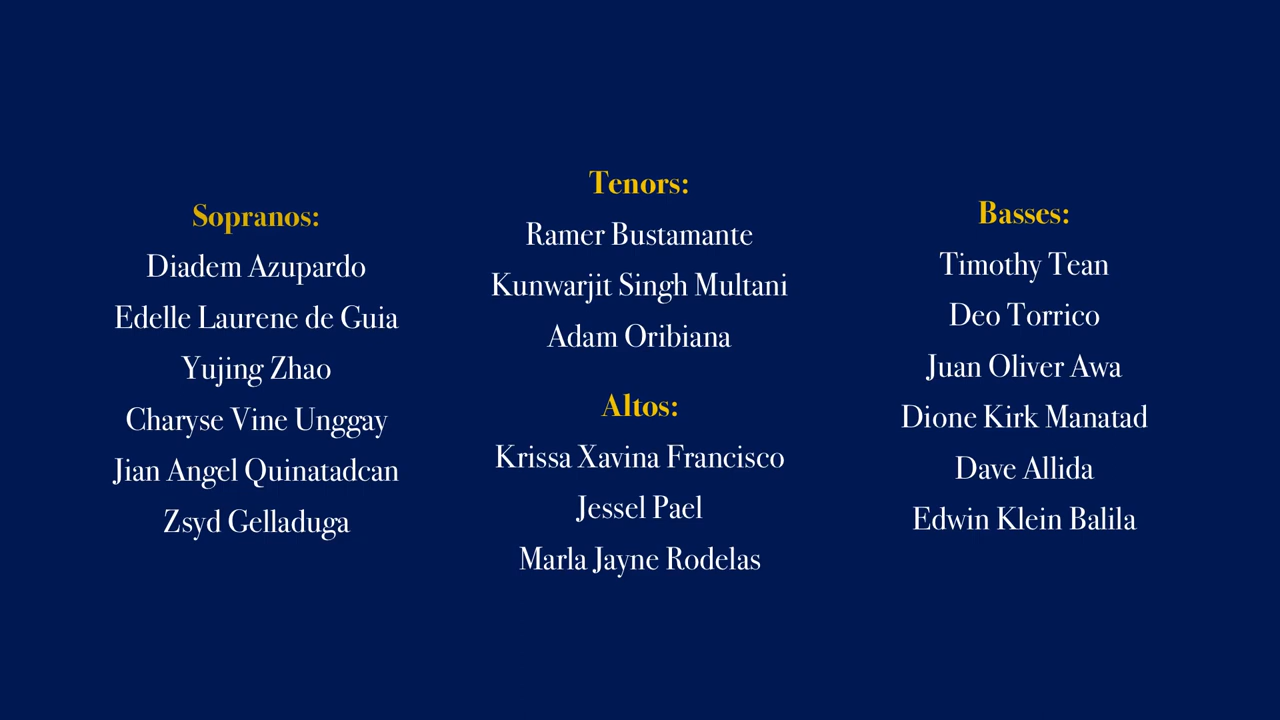 Sopranos:
Diadem Azupardo
Edelle Laurene de Guia
Yujing Zhao
Charyse Vine Unggay
Jian Angel Quinatadcan
Zsyd Gelladuga
Tenors:
Ramer Bustamante
Kunwarjit Singh Multani
Adam Oribiana
Altos:
Krissa Xavina Francisco
Jessel Pael
Marla Jayne Rodelas
Basses:
Timothy Tean
Deo Torrico
Juan Oliver Awa
Dione Kirk Manatad
Dave Allida
Edwin Klein Balila